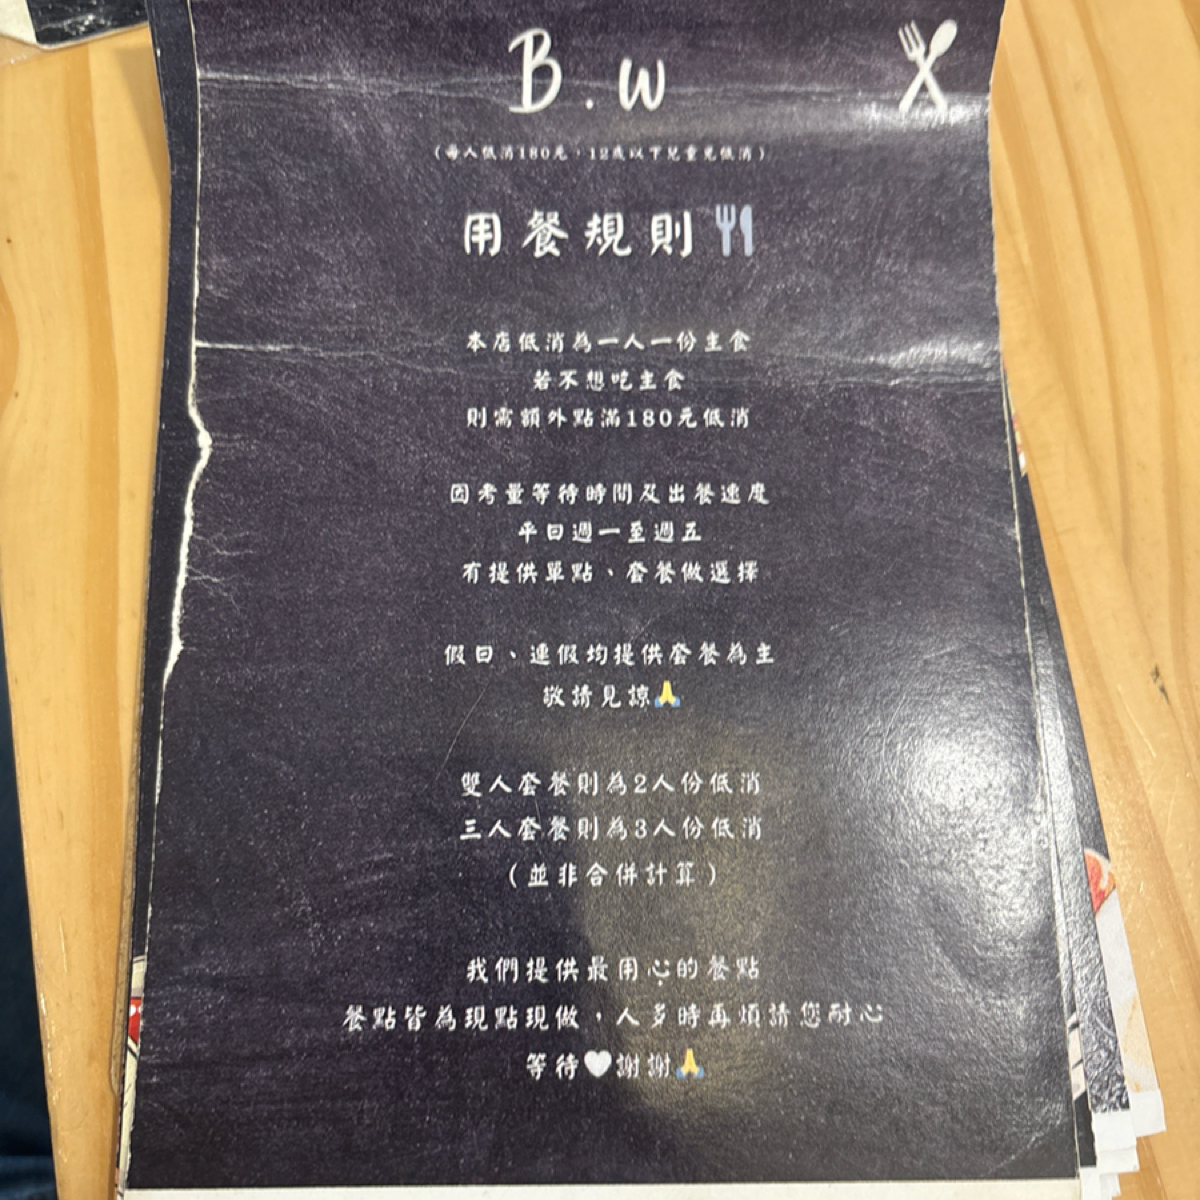 B.w
(每人低消180元，12歲以下兒童免低消)
用餐規則
本店低消為一人一份主食
若不想吃主食
則需額外點滿180元低消
因考量等待時間及出餐速度
平日週一至週五
有提供單點、套餐做選擇
假日、連假均提供套餐為主
敬請見諒🙏
雙人套餐則為2人份低消
三人套餐則為3人份低消
(並非合併計算)
我們提供最用心的餐點
餐點皆為現點現做，人多時再煩請您耐心
等待🤍謝謝🙏